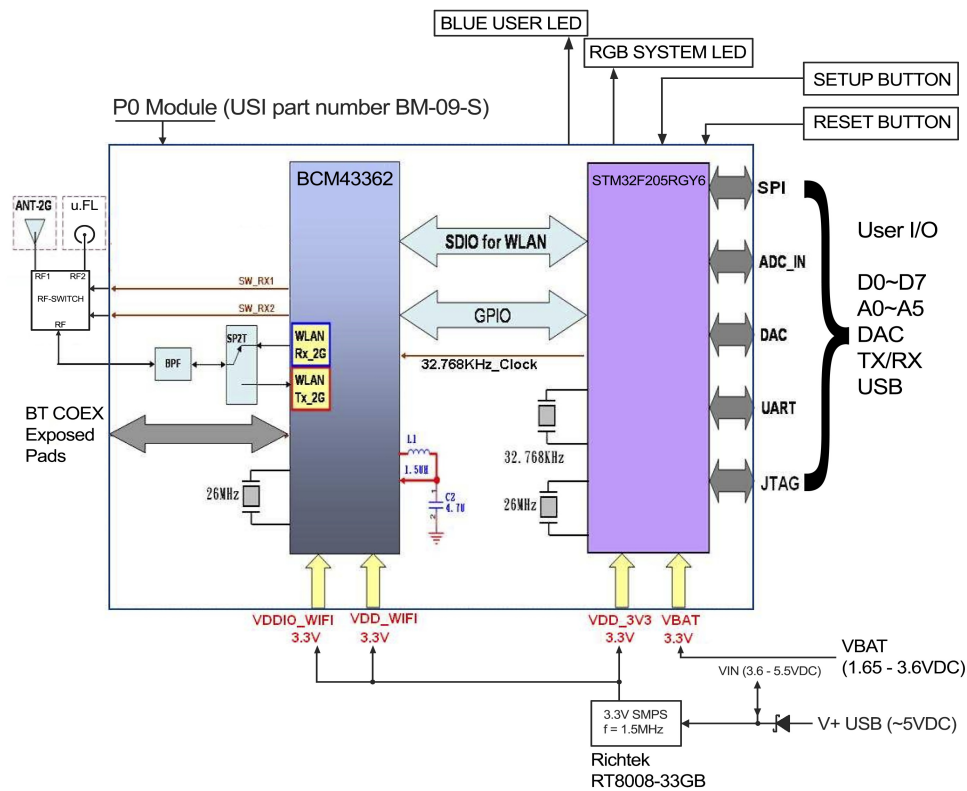 BLUE USER LED
RGB SYSTEM LED
SETUP BUTTON
RESET BUTTON
P0 Module (USI part number BM-09-S)
BCM43362
STM32F205RGY6
ANT-2G
u.FL
RF1
RF2
RF-SWITCH
RF
SW_RX1
SW_RX2
SP2T
BPF
WLAN
Rx_2G
WLAN
Tx_2G
SDIO for WLAN
GPIO
32.768KHz_Clock
SPI
ADC_IN
DAC
UART
JTAG
User I/O
D0~D7
A0~A5
DAC
TX/RX
USB
BT COEX
Exposed
Pads
26MHz
L1
1.5UH
1
C2
4.7U
2
32.768KHz
26MHz
VDDIO_WIFI
3.3V
VDD_WIFI
3.3V
VDD_3V3
3.3V
VBAT
3.3V
VBAT
(1.65 - 3.6VDC)
VIN (3.6 - 5.5VDC)
3.3V SMPS
f = 1.5MHz
V+ USB (~5VDC)
Richtek
RT8008-33GB